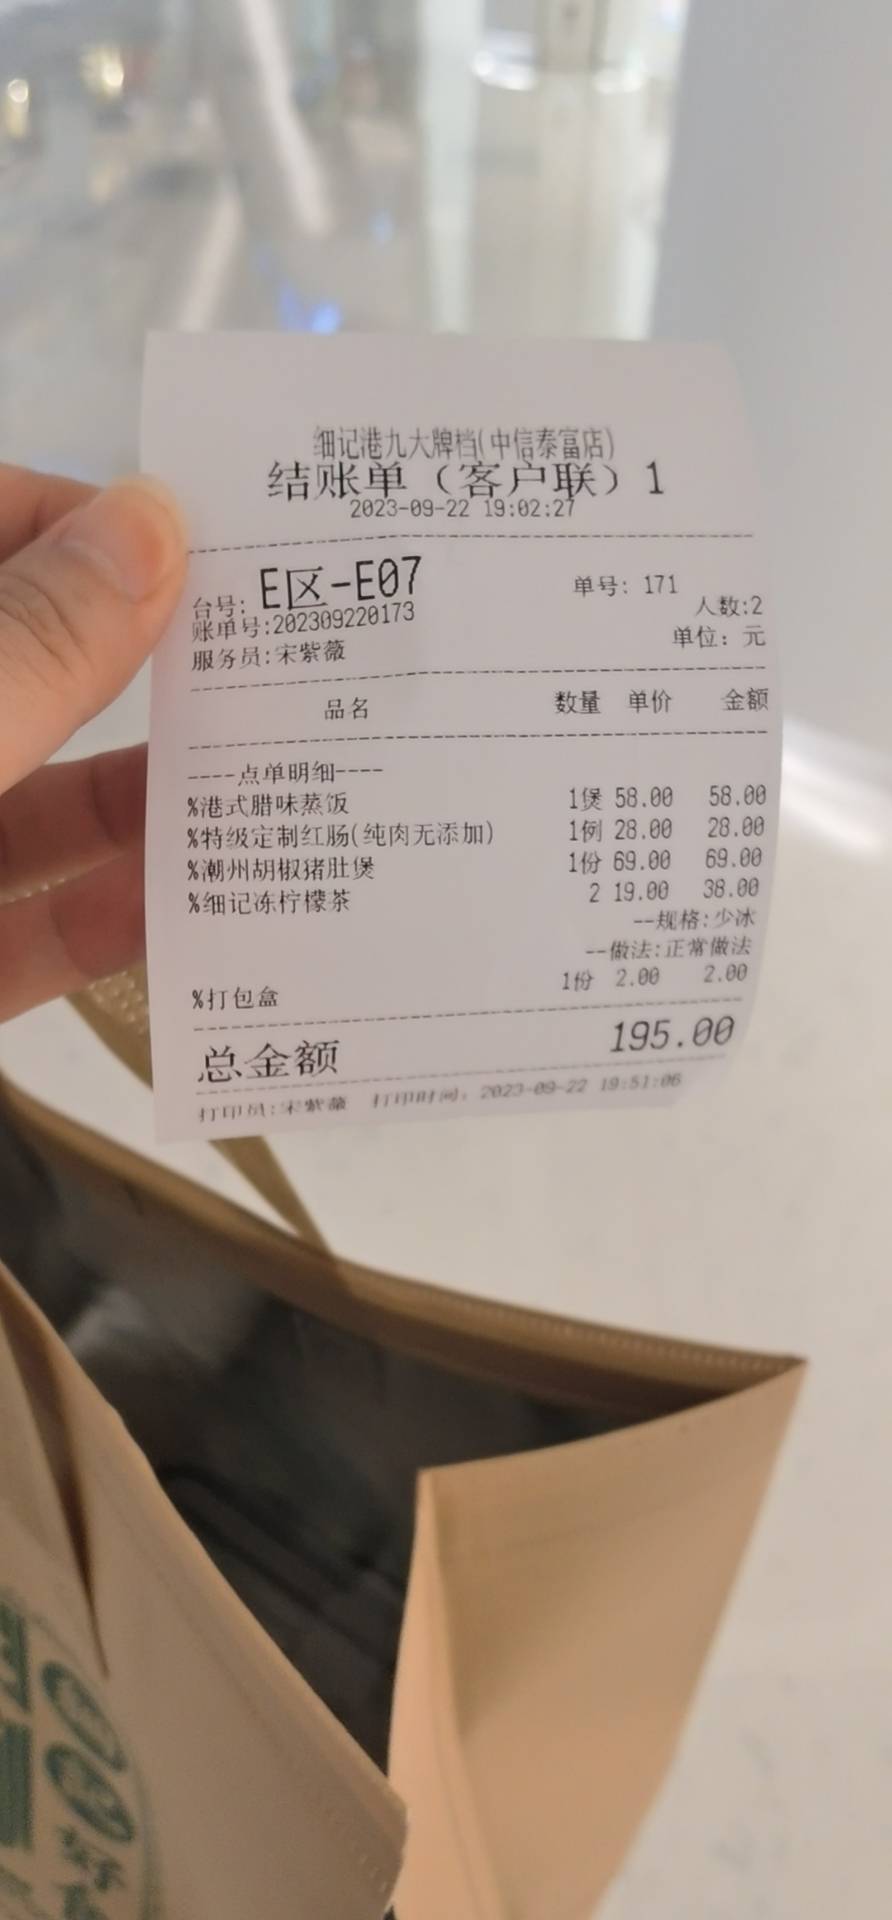 细记港九大牌档(中信泰富店)
结账单（客户联）1
2023-09-22 19:02:27
台号: E区-E07 单号: 171
账单号:202309220173 人数:2
服务员:宋紫薇 单位: 元
品名 数量 单价 金额
----点单明细----
%港式腊味蒸饭 1煲 58.00 58.00
%特级定制红肠(纯肉无添加) 1例 28.00 28.00
%潮州胡椒猪肚煲 1份 69.00 69.00
%细记冻柠檬茶 2 19.00 38.00
--规格:少冰
--做法:正常做法
%打包盒 1份 2.00 2.00
总金额 195.00
打印员:宋紫薇 打印时间: 2023-09-22 19:51:06